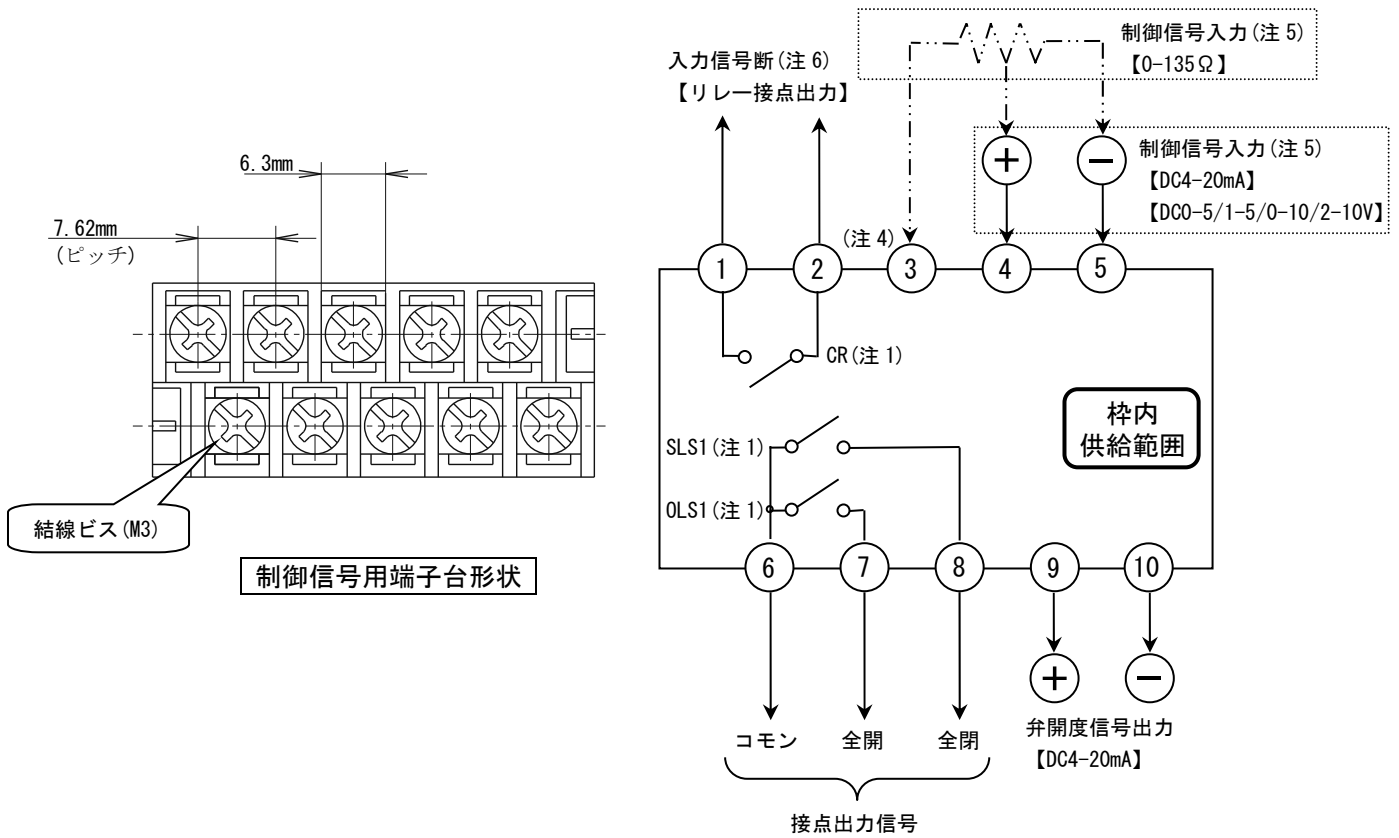 6.3mm
7.62mm
(ピッチ)
結線ビス(M3)
制御信号用端子台形状
入力信号断(注6)
【リレー接点出力】
制御信号入力(注5)
【0-135Ω】
+
-
制御信号入力(注5)
【DC4-20mA】
【DC0-5/1-5/0-10/2-10V】
(注4)
1
2
3
4
5
CR(注1)
SLS1(注1)
OLS1(注1)
枠内
供給範囲
6
7
8
9
10
コモン
全開
全閉
+
-
弁開度信号出力
【DC4-20mA】
接点出力信号